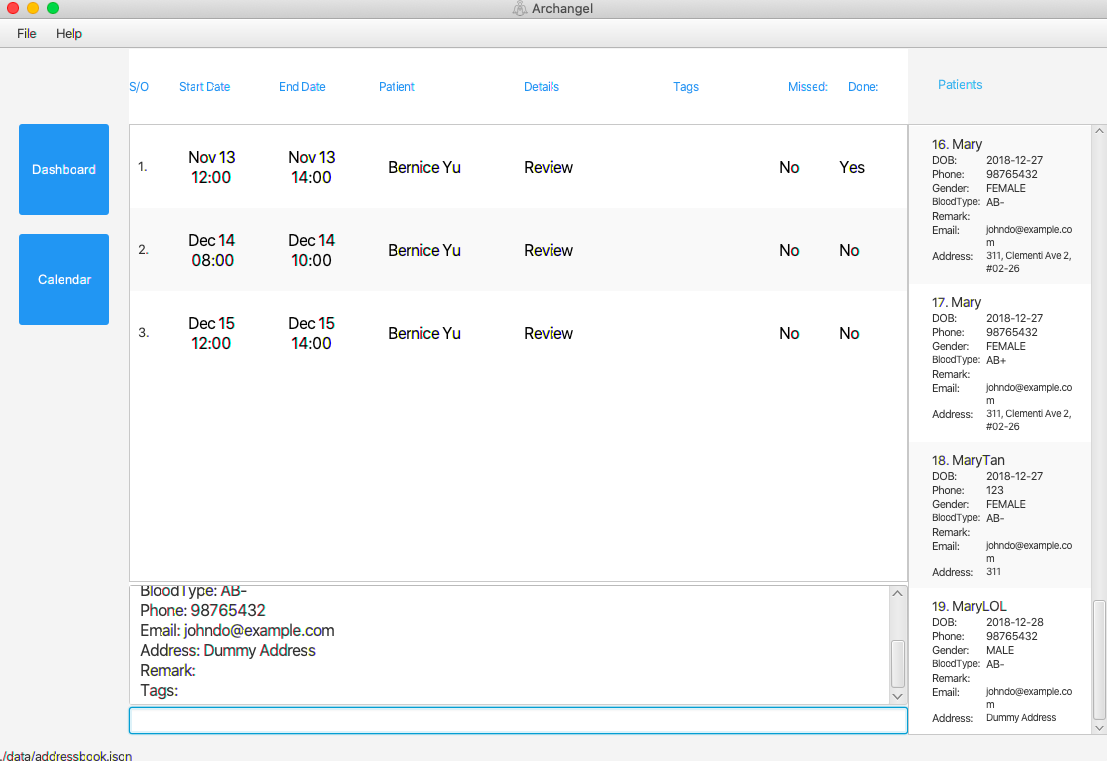 Archangel
File Help
S/O Start Date End Date Patient Details Tags Missed: Done: Patients
Dashboard
Calendar
1. Nov 13 12:00 Nov 13 14:00 Bernice Yu Review No Yes
2. Dec 14 08:00 Dec 14 10:00 Bernice Yu Review No No
3. Dec 15 12:00 Dec 15 14:00 Bernice Yu Review No No
BloodType: AB-
Phone: 98765432
Email: johndo@example.com
Address: Dummy Address
Remark:
Tags:
16. Mary
DOB: 2018-12-27
Phone: 98765432
Gender: FEMALE
BloodType: AB-
Remark:
Email: johndo@example.co
m
Address: 311, Clementi Ave 2,
#02-26
17. Mary
DOB: 2018-12-27
Phone: 98765432
Gender: FEMALE
BloodType: AB+
Remark:
Email: johndo@example.co
m
Address: 311, Clementi Ave 2,
#02-26
18. MaryTan
DOB: 2018-12-27
Phone: 123
Gender: FEMALE
BloodType: AB-
Remark:
Email: johndo@example.co
m
Address: 311
19. MaryLOL
DOB: 2018-12-28
Phone: 98765432
Gender: MALE
BloodType: AB-
Remark:
Email: johndo@example.co
m
Address: Dummy Address
./data/addressbook.json